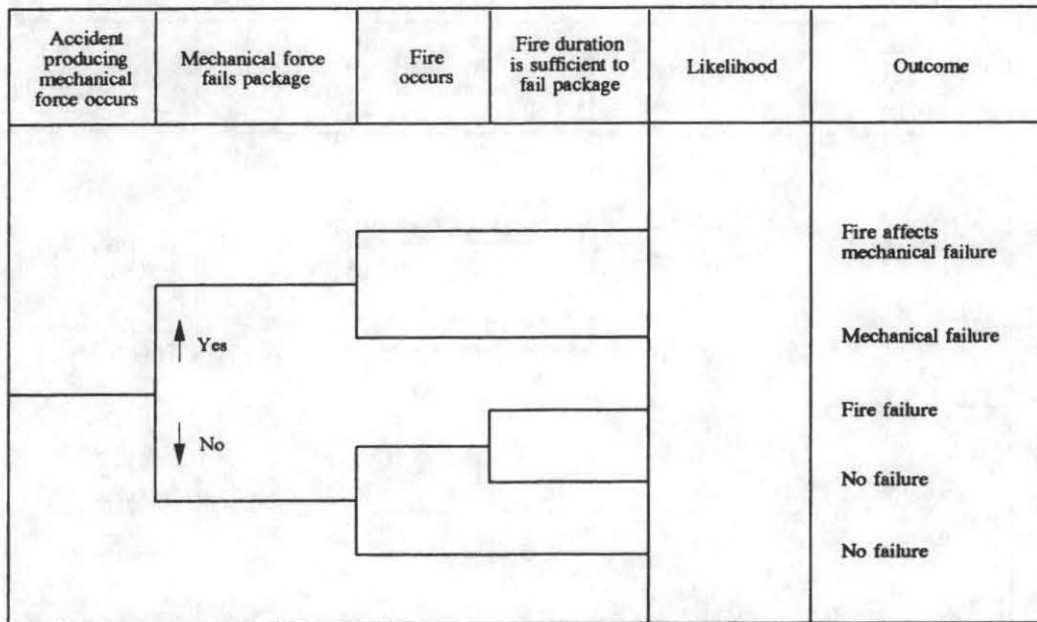 Accident
producing
mechanical
force occurs
Mechanical force
fails package
Fire
occurs
Fire duration
is sufficient to
fail package
Likelihood
Outcome
Fire affects
mechanical failure
Yes
Mechanical failure
Fire failure
No
No failure
No failure